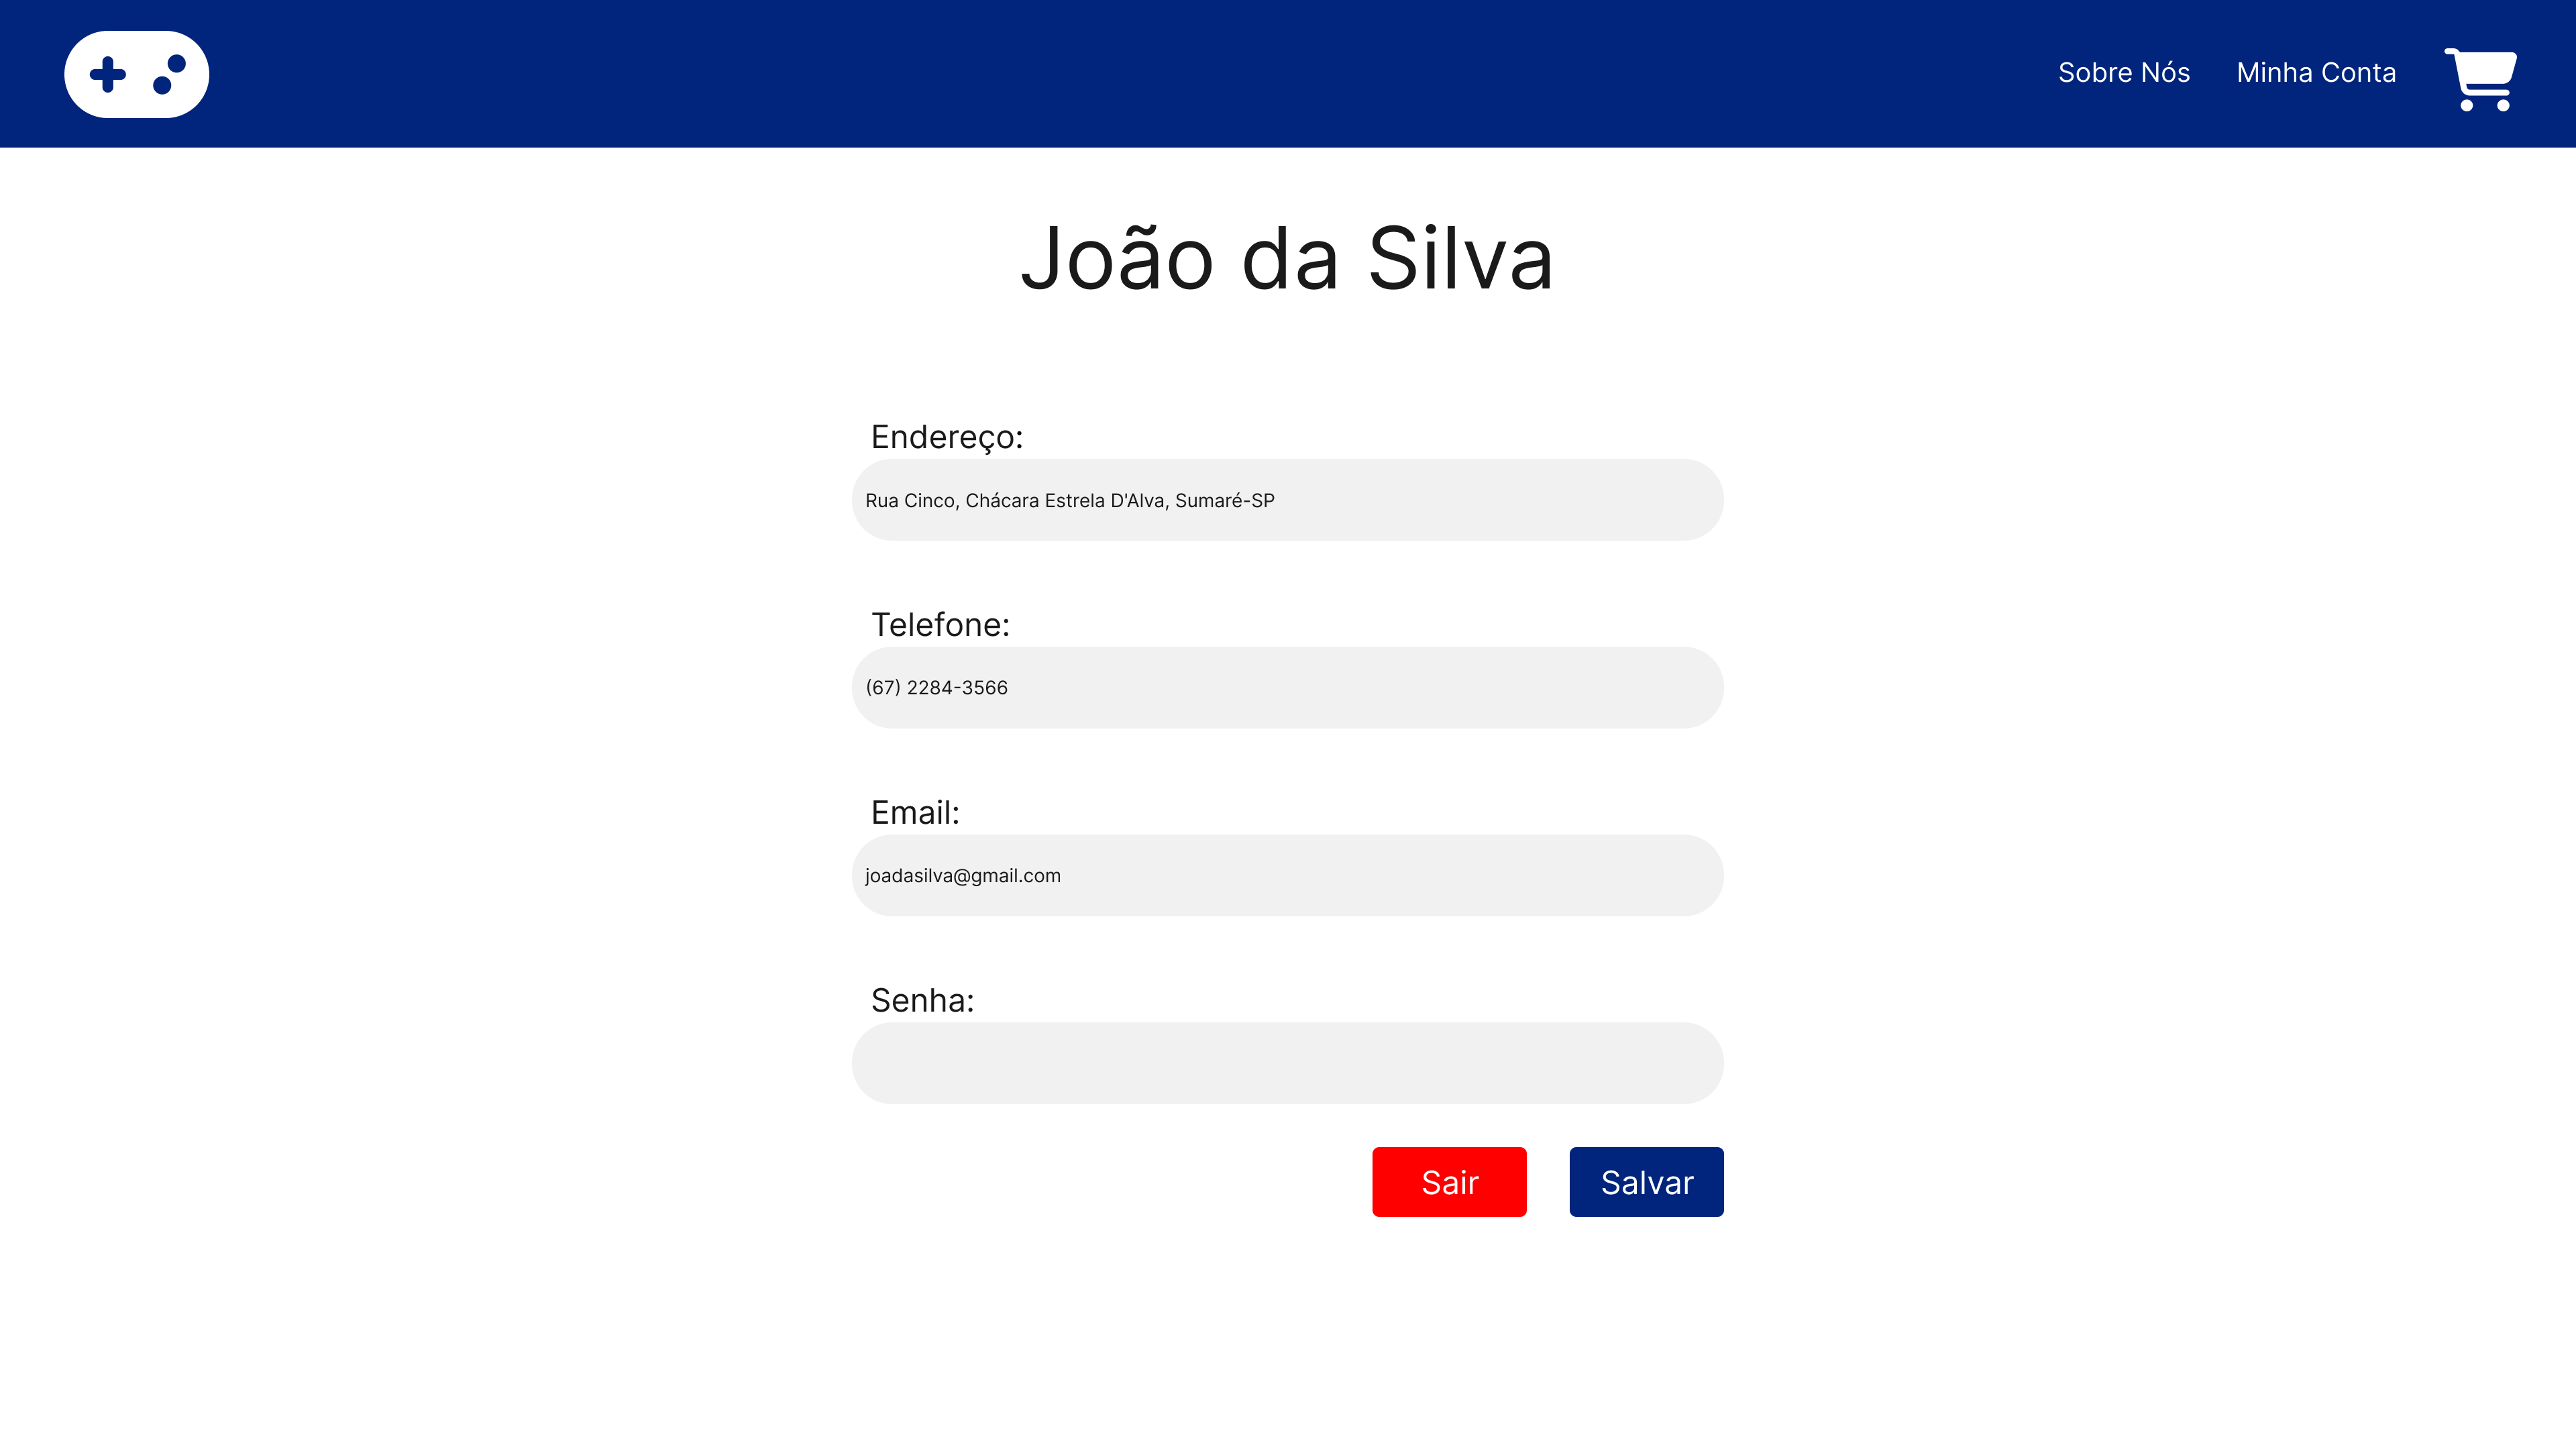 Sobre Nós
Minha Conta
João da Silva
Endereço:
Rua Cinco, Chácara Estrela D'Alva, Sumaré-SP
Telefone:
(67) 2284-3566
Email:
joadasilva@gmail.com
Senha:
Sair
Salvar